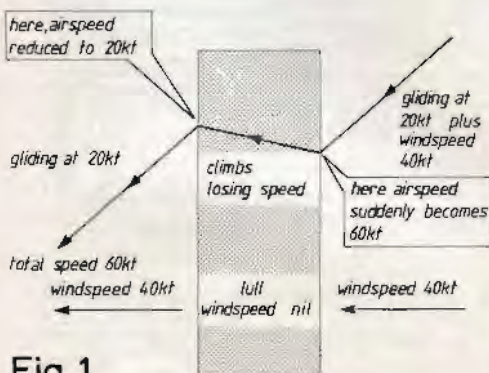 here, airspeed
reduced to 20kt
gliding at
20kt plus
windspeed
40kt
gliding at 20kt
climbs
losing speed
here airspeed
suddenly becomes
60kt
total speed 60kt
windspeed 40kt
lull
windspeed nil
windspeed 40kt
Fig 1